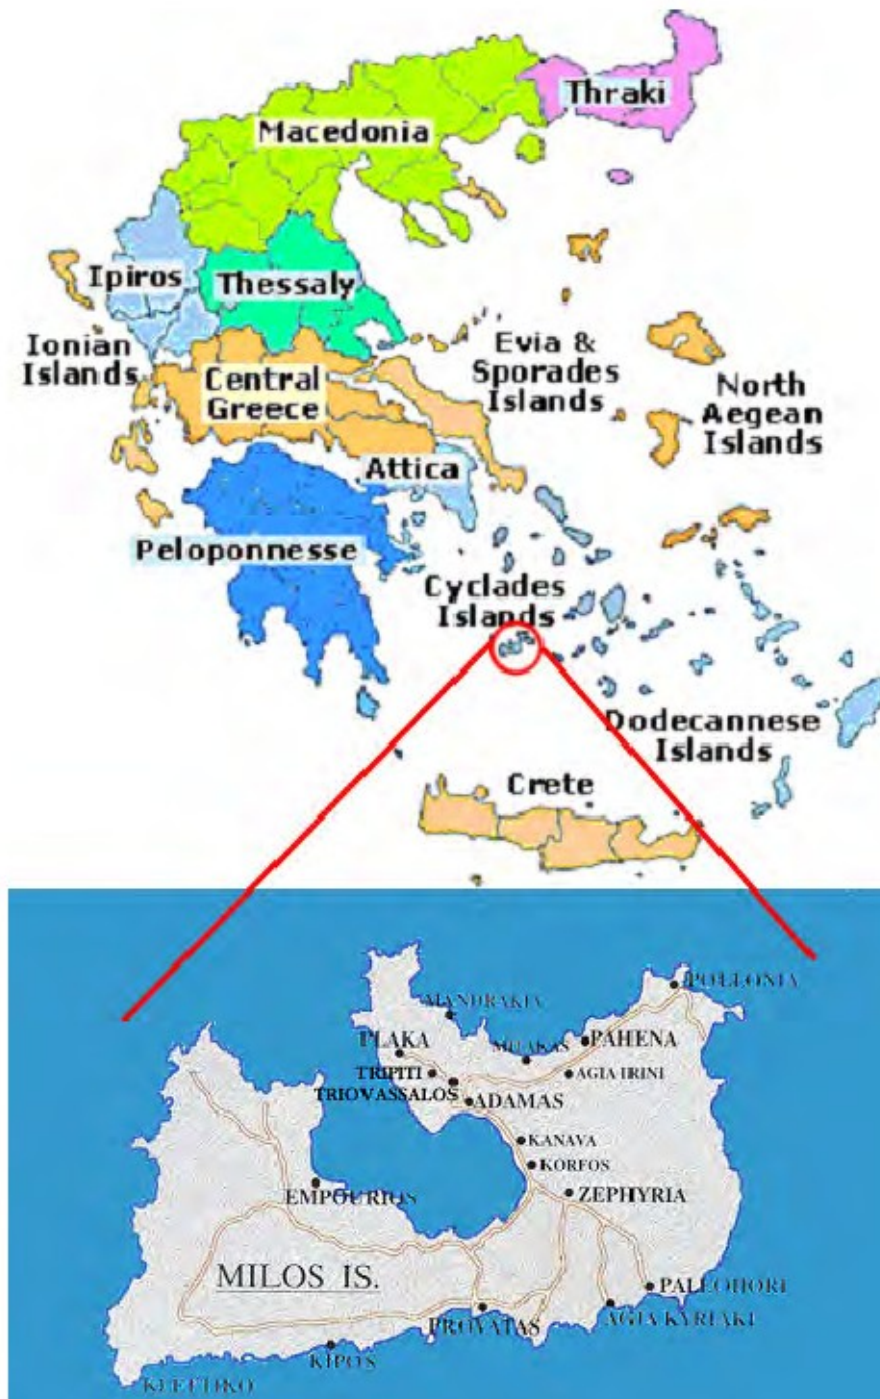 Thraki
Macedonia
Ipiros
Thessaly
Ionian
Islands
Evia &
Sporades
Islands
Central
Greece
North
Aegean
Islands
Attica
Peloponnesse
Cyclades
Islands
Dodecannese
Islands
Crete
POLLONIA
MANDRAKIA
PLAKA
MITAKAS
PAHENA
TRIPITI
AGIA IRINI
TRIOVASSALOS
ADAMAS
KANAVA
KORFOS
EMPOURIOS
ZEPHYRIA
MILOS IS.
PALEOHORI
PROVATAS
AGIA KYRIAKI
KIPOS
KLEFTIKO